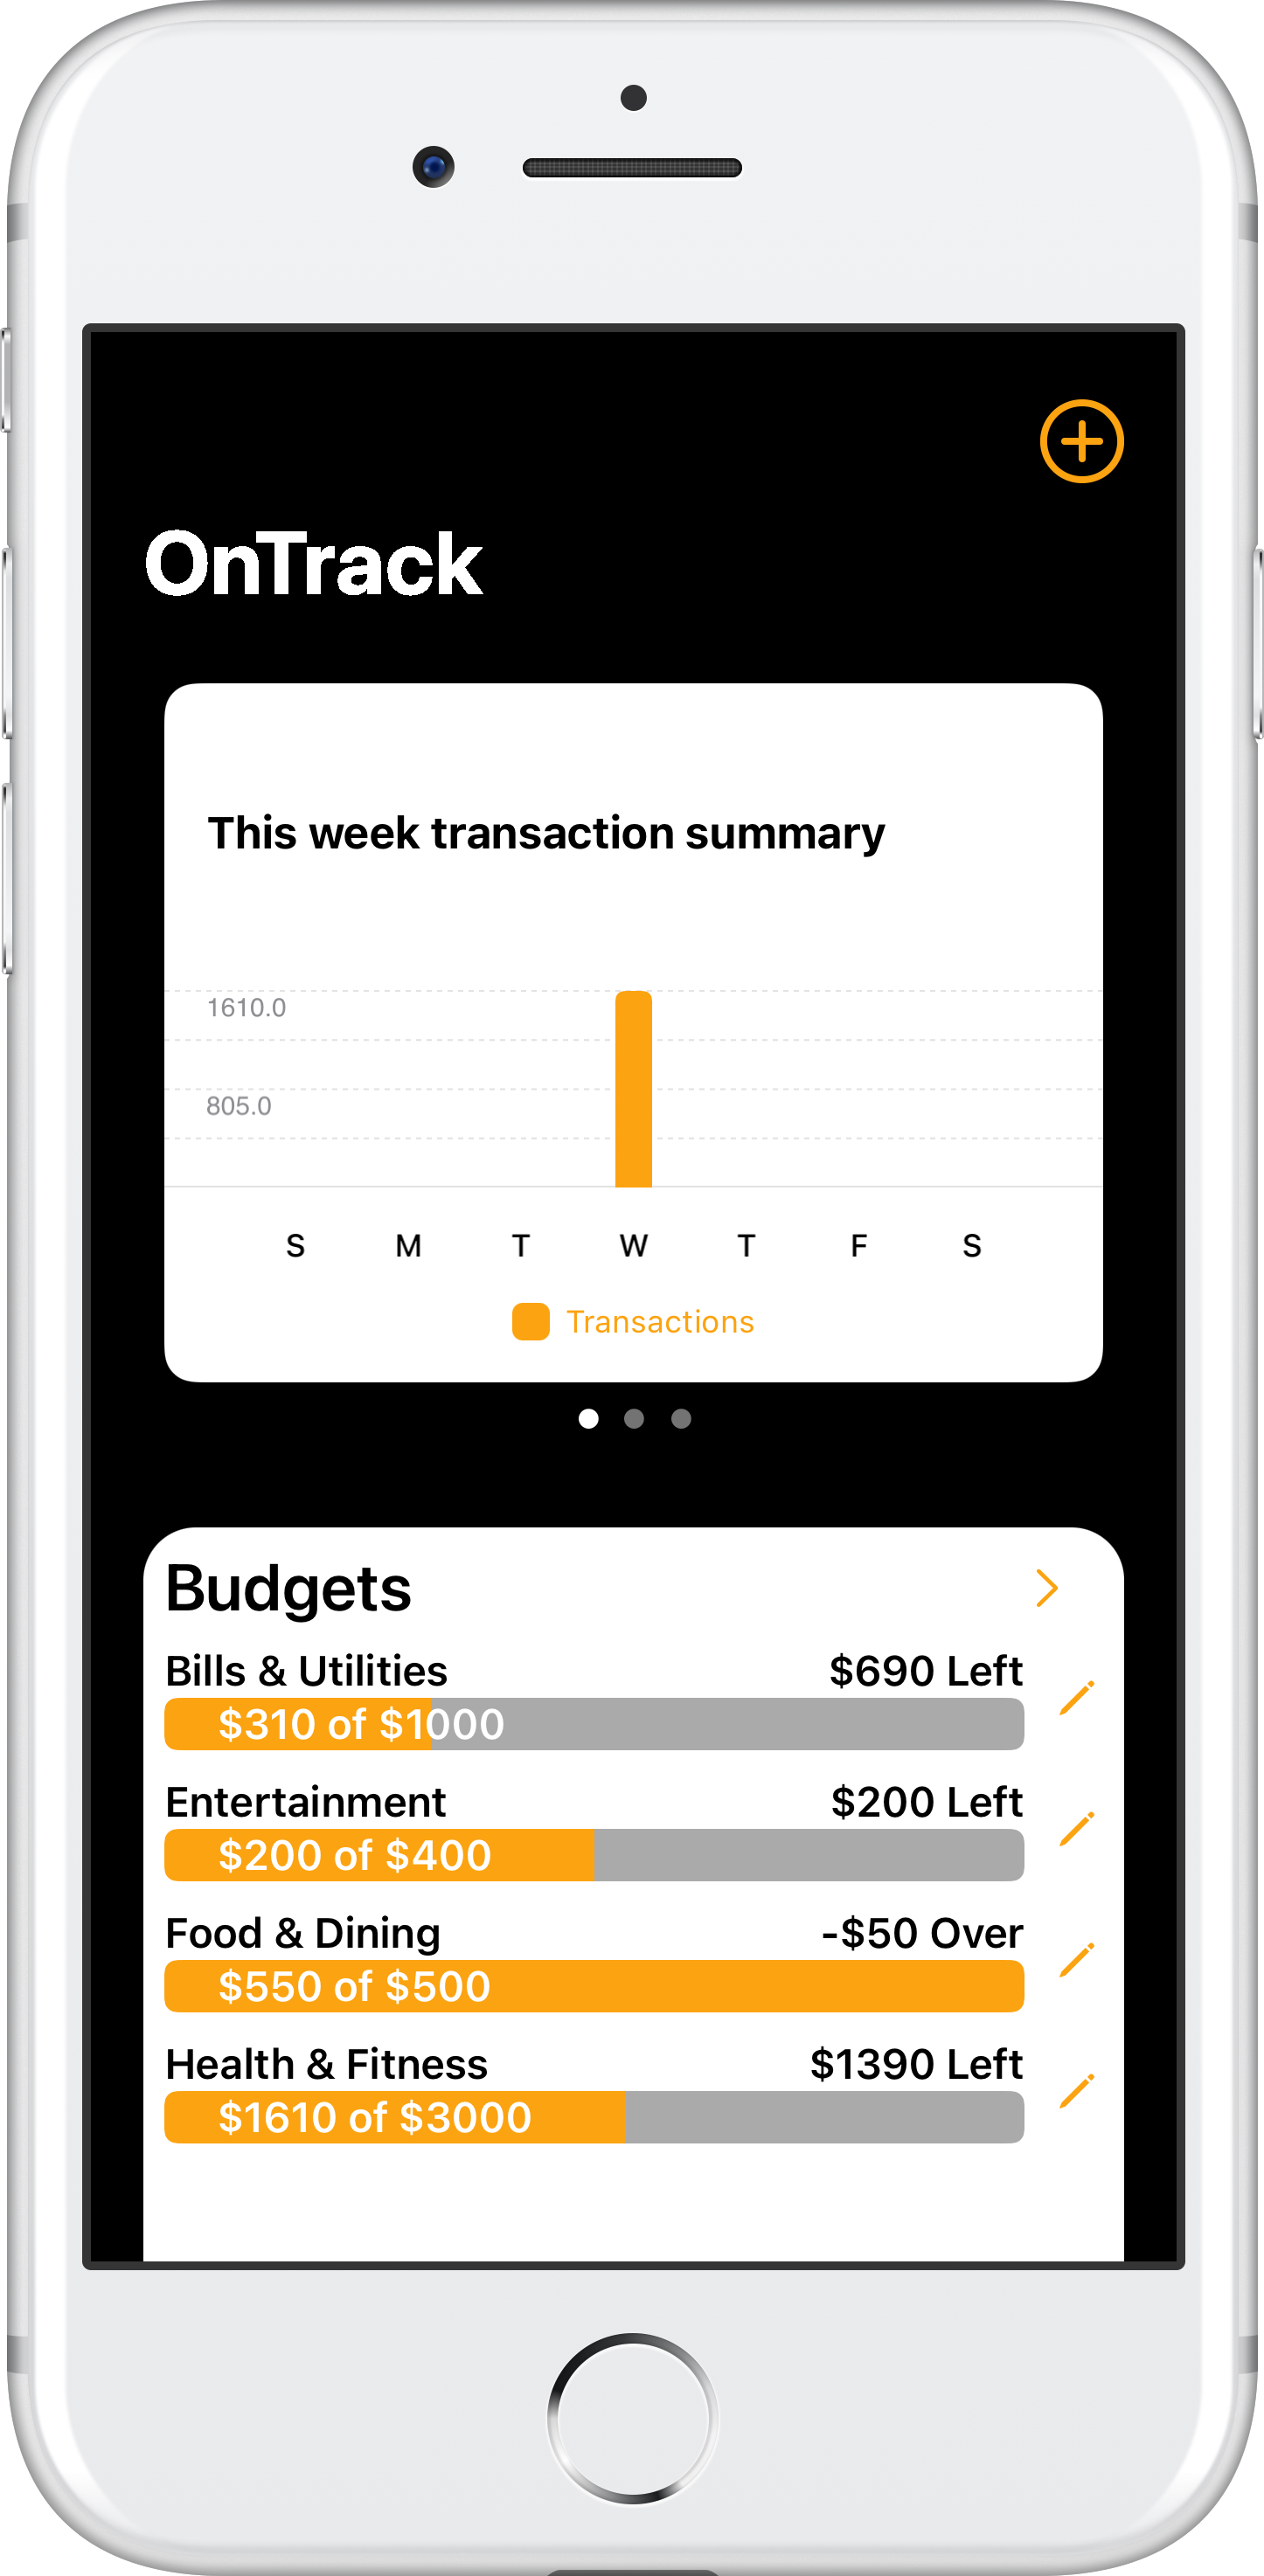 OnTrack
This week transaction summary
1610.0
805.0
S M T W T F S
Transactions
Budgets
Bills & Utilities $690 Left
$310 of $1000
Entertainment $200 Left
$200 of $400
Food & Dining -$50 Over
$550 of $500
Health & Fitness $1390 Left
$1610 of $3000